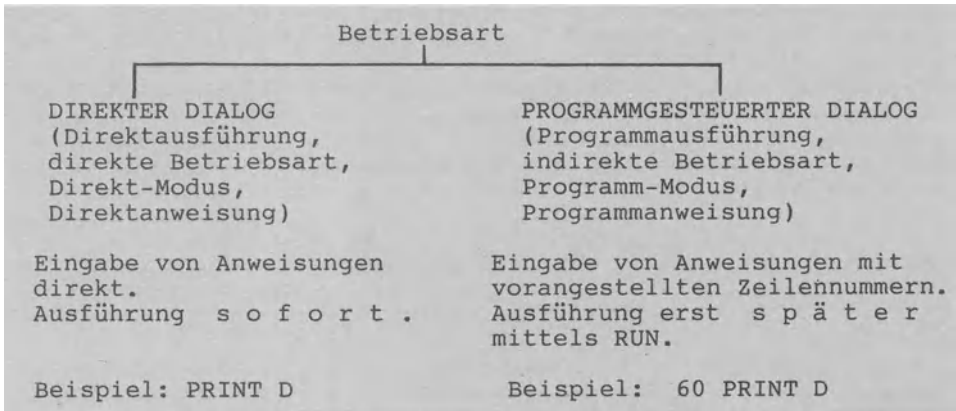 Betriebsart
DIREKTER DIALOG
(Direktausführung,
direkte Betriebsart,
Direkt-Modus,
Direktanweisung)
Eingabe von Anweisungen
direkt.
Ausführung s o f o r t .
Beispiel: PRINT D
PROGRAMMGESTEUERTER DIALOG
(Programmausführung,
indirekte Betriebsart,
Programm-Modus,
Programmanweisung)
Eingabe von Anweisungen mit
vorangestellten Zeilennummern.
Ausführung erst s p ä t e r
mittels RUN.
Beispiel: 60 PRINT D